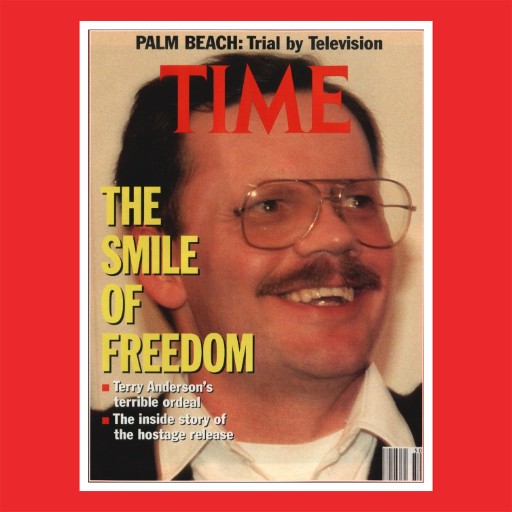 PALM BEACH: Trial by Television
TIME
THE
SMILE
OF
FREEDOM
Terry Anderson's
terrible ordeal
The inside story of
the hostage release